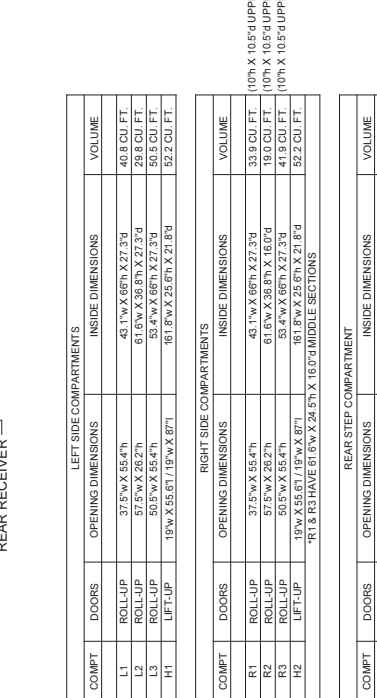 REAR RECEIVER
LEFT SIDE COMPARTMENTS
COMPT DOORS OPENING DIMENSIONS INSIDE DIMENSIONS VOLUME
L1 ROLL-UP 37.5"w X 55.4"h 43.1"w X 66"h X 27.3"d 40.8 CU. FT.
L2 ROLL-UP 57.5"w X 26.2"h 61.6"w X 36.8"h X 27.3"d 29.8 CU. FT.
L3 ROLL-UP 50.5"w X 55.4"h 53.4"w X 66"h X 27.3"d 50.5 CU. FT.
H1 LIFT-UP 19"w X 55.6"l / 19"w X 87"l 161.8"w X 25.6"h X 21.8"d 52.2 CU. FT.
RIGHT SIDE COMPARTMENTS
COMPT DOORS OPENING DIMENSIONS INSIDE DIMENSIONS VOLUME
R1 ROLL-UP 37.5"w X 55.4"h 43.1"w X 66"h X 27.3"d 33.9 CU. FT. (10"h X 10.5"d UPP
R2 ROLL-UP 57.5"w X 26.2"h 61.6"w X 36.8"h X 16.0"d 19.0 CU. FT. (10"h X 10.5"d UPP
R3 ROLL-UP 50.5"w X 55.4"h 53.4"w X 66"h X 27.3"d 41.9 CU. FT. (10"h X 10.5"d UPP
H2 LIFT-UP 19"w X 55.6"l / 19"w X 87"l 161.8"w X 25.6"h X 21.8"d 52.2 CU. FT.
*R1 & R3 HAVE 61.6"w X 24.5"h X 16.0"d MIDDLE SECTIONS
REAR STEP COMPARTMENT
COMPT DOORS OPENING DIMENSIONS INSIDE DIMENSIONS VOLUME